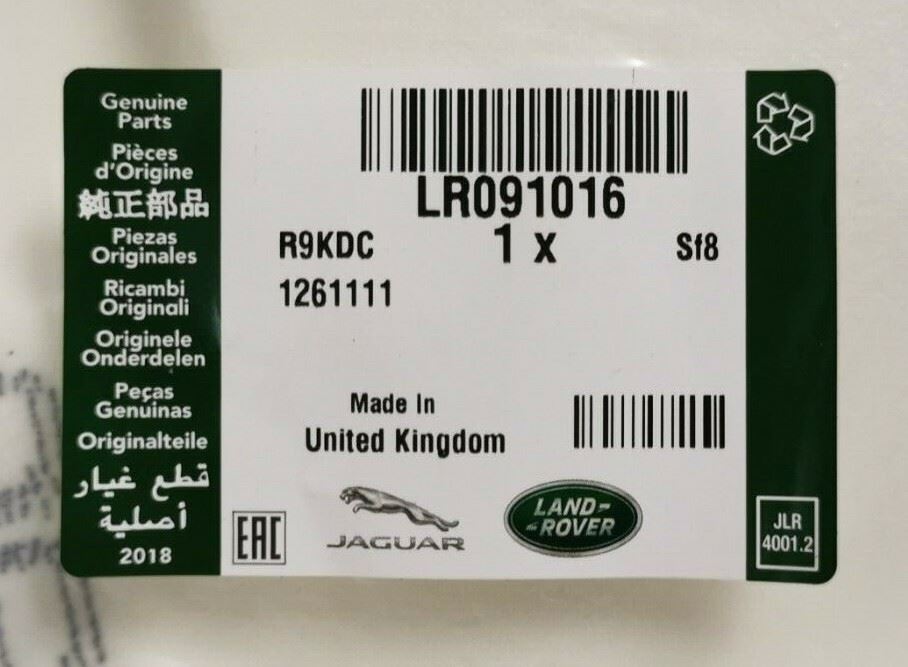 Genuine
Parts
Pièces
d'Origine
純正部品
Piezas
Originales
Ricambi
Originali
Originele
Onderdelen
Peças
Genuinas
Originalteile
قطع غيار
أصلية
2018
LR091016
R9KDC
1 x
Sf8
1261111
Made In
United Kingdom
EAC
JAGUAR
LAND-
ROVER
JLR
4001.2